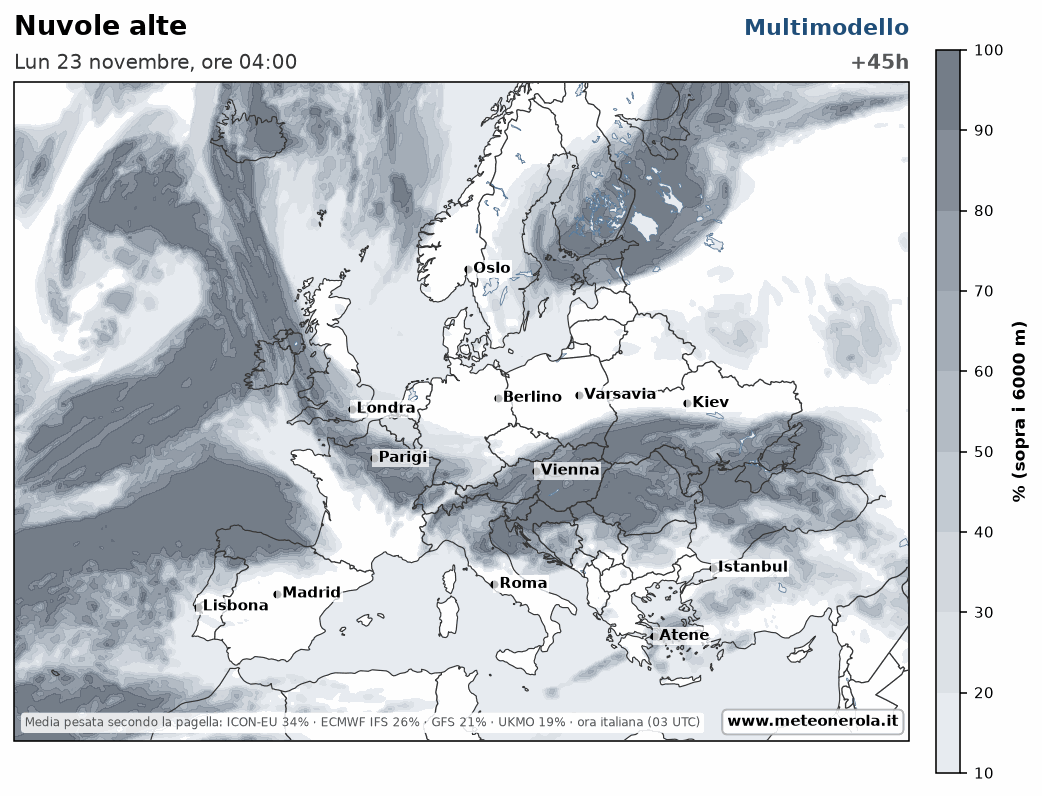 Nuvole alte
Multimodello
Lun 23 novembre, ore 04:00
+45h
100
90
80
70
60
50
40
30
20
10
% (sopra i 6000 m)
Oslo
Londra
Berlino
Varsavia
Kiev
Parigi
Vienna
Istanbul
Roma
Madrid
Lisbona
Atene
Media pesata secondo la pagella: ICON-EU 34% · ECMWF IFS 26% · GFS 21% · UKMO 19% · ora italiana (03 UTC)
www.meteonerola.it